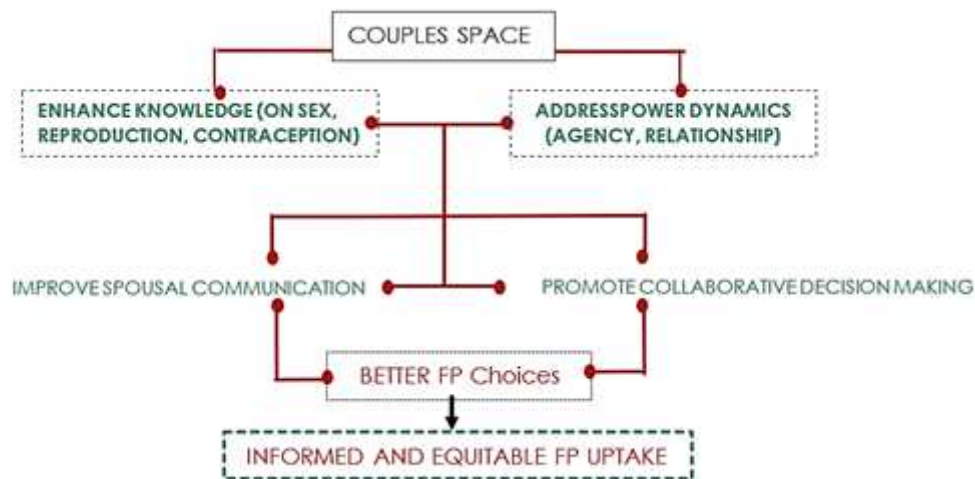 COUPLES SPACE
ENHANCE KNOWLEDGE (ON SEX,
REPRODUCTION, CONTRACEPTION)
ADDRESSPOWER DYNAMICS
(AGENCY, RELATIONSHIP)
IMPROVE SPOUSAL COMMUNICATION
PROMOTE COLLABORATIVE DECISION MAKING
BETTER FP Choices
INFORMED AND EQUITABLE FP UPTAKE